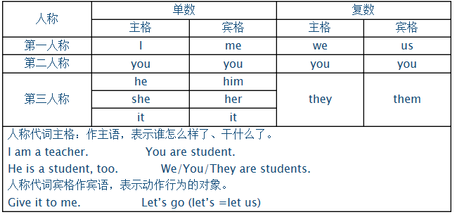 人称 单数 复数
主格 宾格 主格 宾格
第一人称 I me we us
第二人称 you you you you
第三人称 he him they them
she her
it it
人称代词主格：作主语，表示谁怎么样了、干什么了。
I am a teacher. You are student.
He is a student, too. We/You/They are students.
人称代词宾格作宾语，表示动作行为的对象。
Give it to me. Let's go (let's =let us)